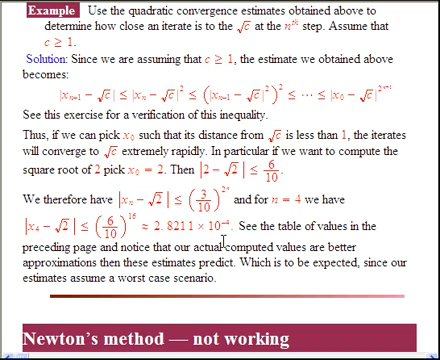 Example Use the quadratic convergence estimates obtained above to
determine how close an iterate is to the √c at the nᵗʰ step. Assume that
c ≥ 1.
Solution: Since we are assuming that c ≥ 1, the estimate we obtained above
becomes:
|xₙ₊₁ − √c| ≤ |xₙ − √c|² ≤ (|xₙ₋₁ − √c|²)² ≤ ⋯ ≤ |x₀ − √c|^(2ⁿ⁺¹)
See this exercise for a verification of this inequality.
Thus, if we can pick x₀ such that its distance from √c is less than 1, the iterates
will converge to √c extremely rapidly. In particular if we want to compute the
square root of 2 pick x₀ = 2. Then |2 − √2| ≤ 6/10.
We therefore have |xₙ − √2| ≤ (3/10)^(2ⁿ) and for n = 4 we have
|x₄ − √2| ≤ (6/10)¹⁶ ≈ 2.8211 × 10⁻⁴. See the table of values in the
preceding page and notice that our actual computed values are better
approximations then these estimates predict. Which is to be expected, since our
estimates assume a worst case scenario.
Newton's method — not working